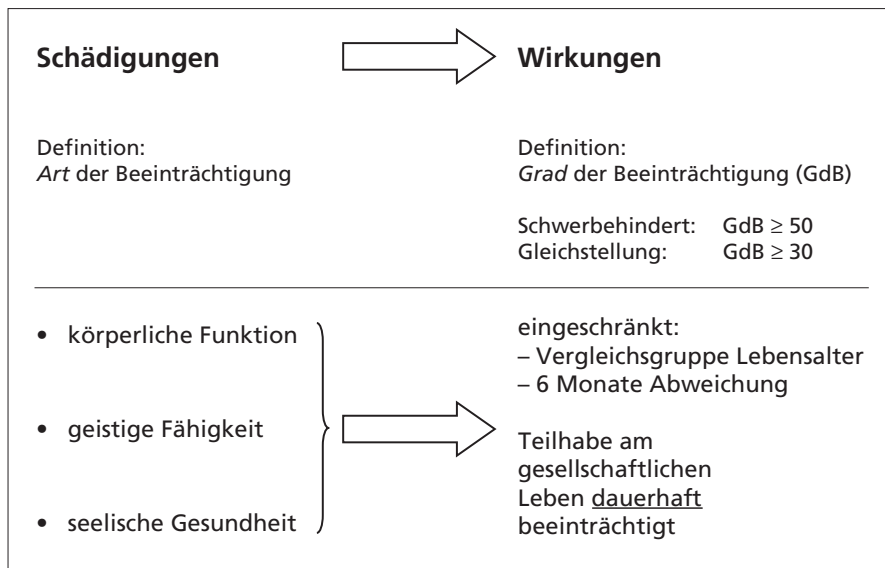 Schädigungen
Wirkungen
Definition:
Art der Beeinträchtigung
Definition:
Grad der Beeinträchtigung (GdB)
Schwerbehindert: GdB ≥ 50
Gleichstellung: GdB ≥ 30
• körperliche Funktion
• geistige Fähigkeit
• seelische Gesundheit
eingeschränkt:
– Vergleichsgruppe Lebensalter
– 6 Monate Abweichung
Teilhabe am
gesellschaftlichen
Leben dauerhaft
beeinträchtigt